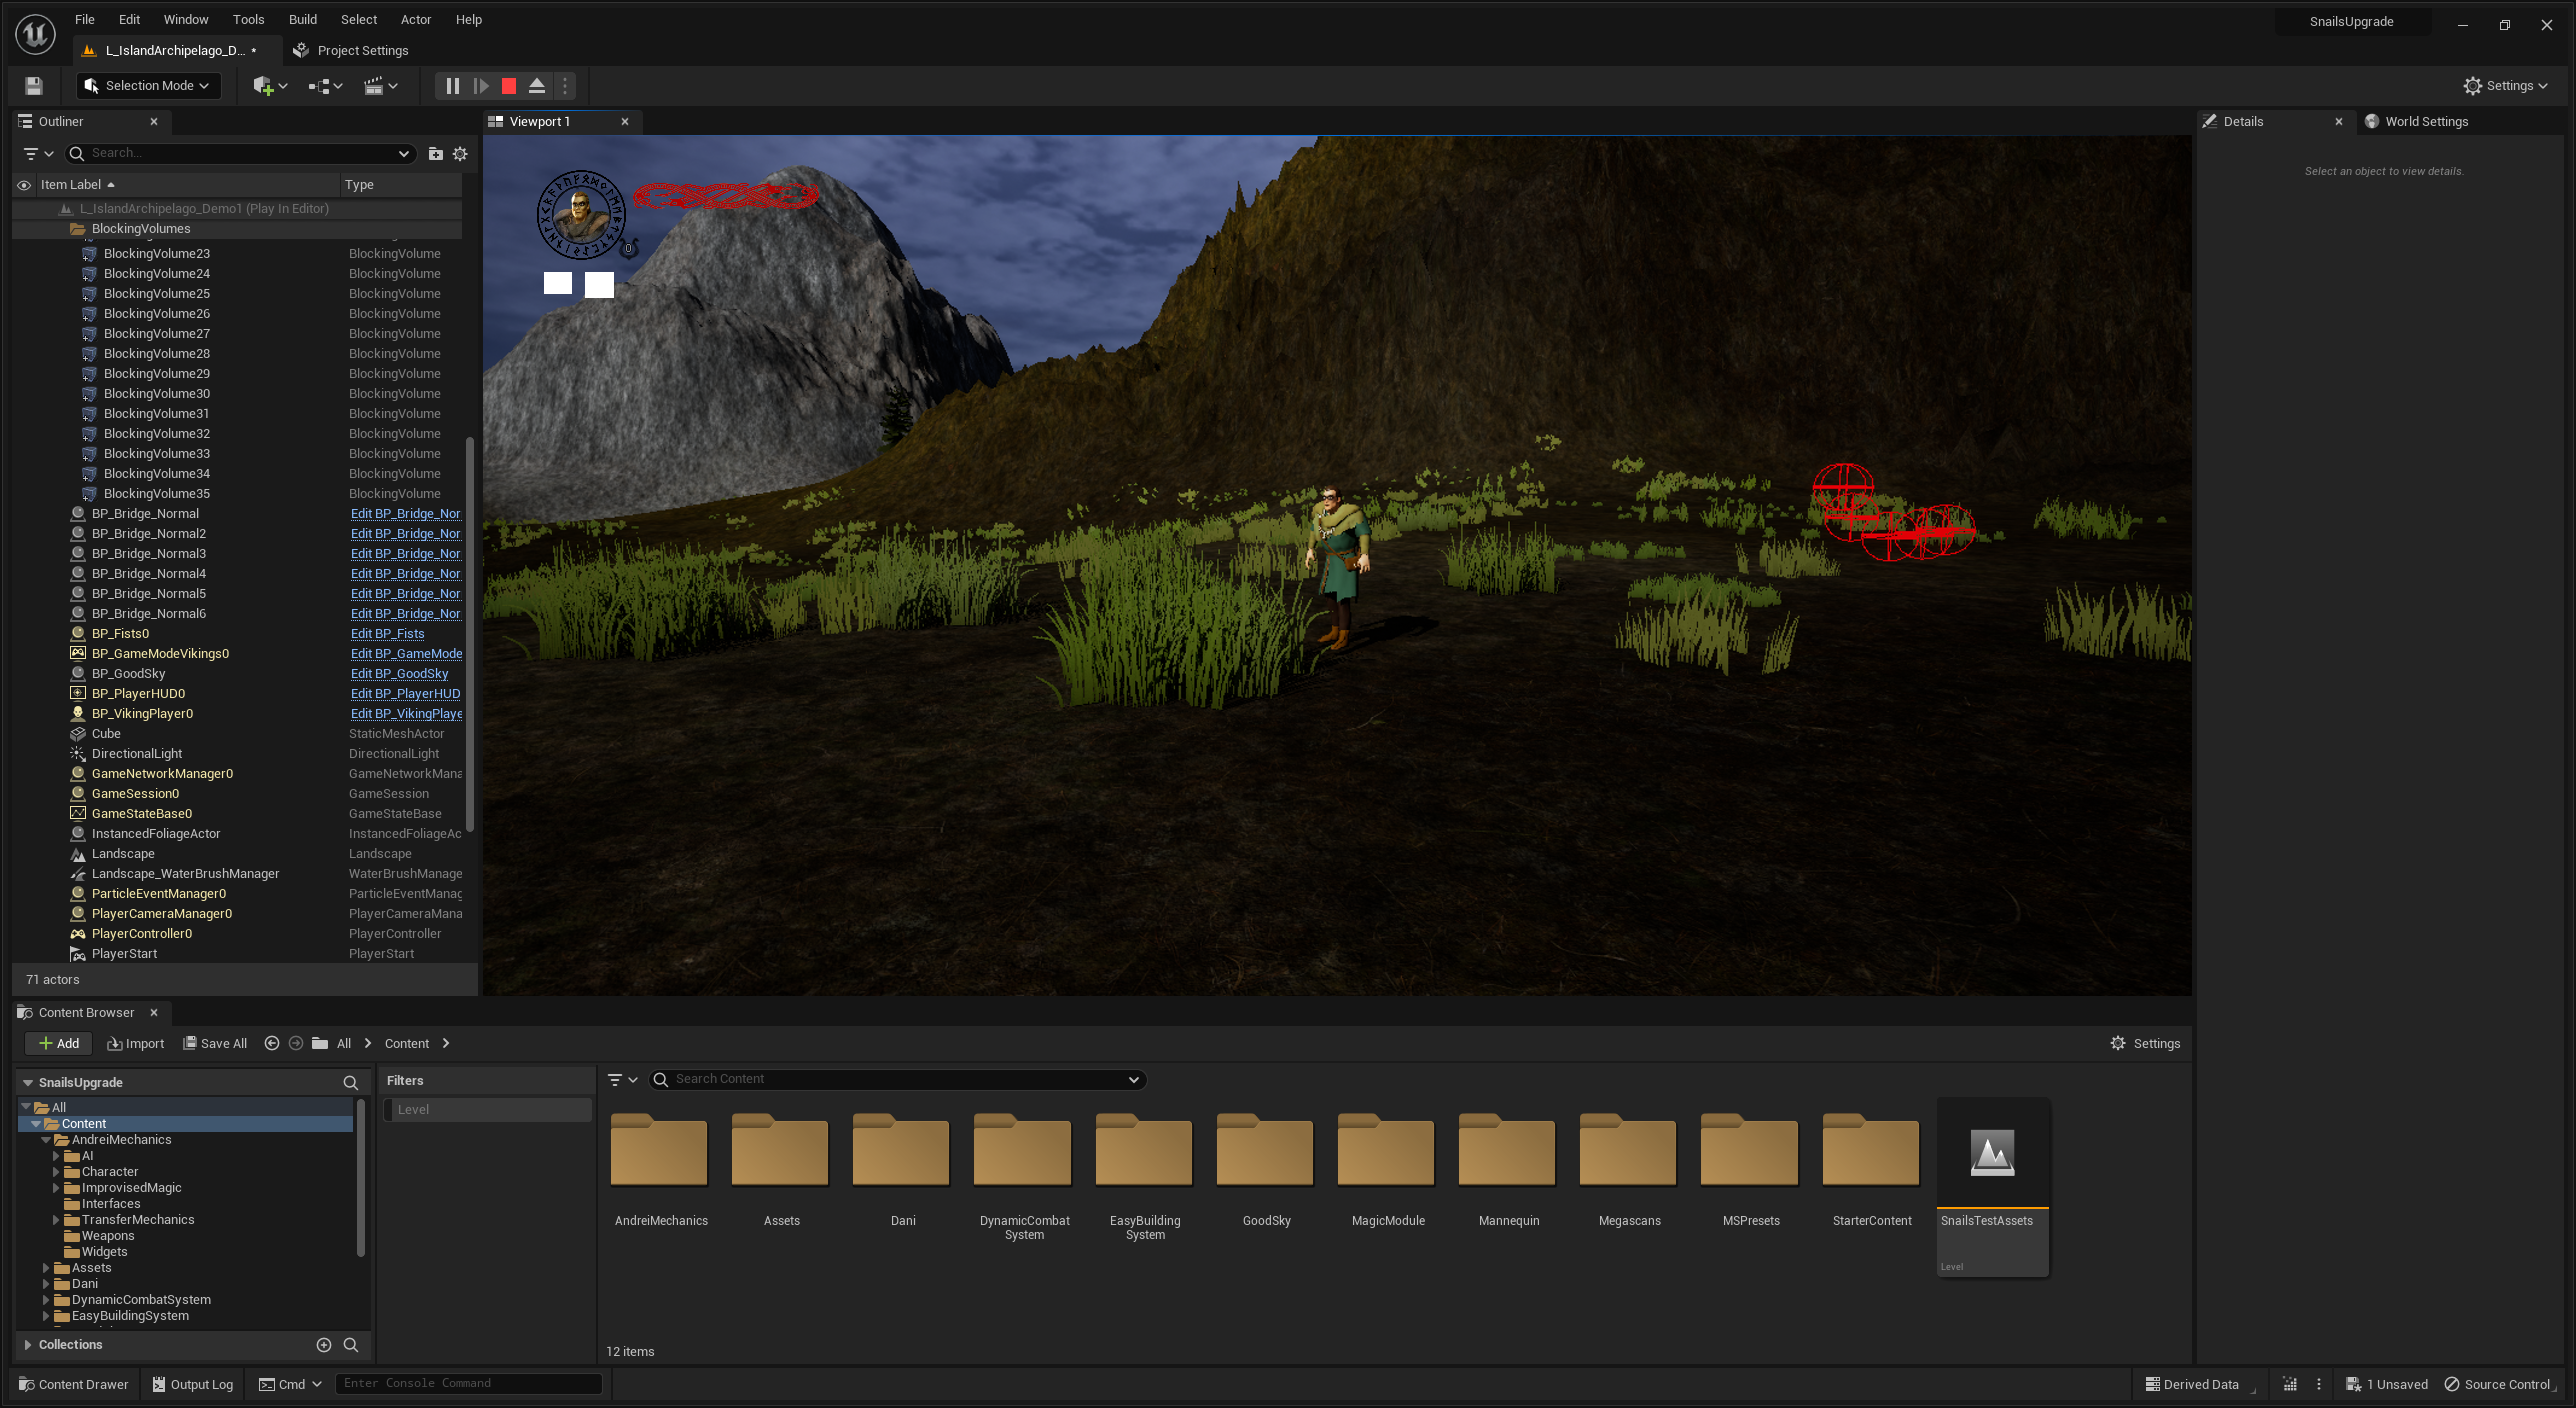 File Edit Window Tools Build Select Actor Help
SnailsUpgrade
L_IslandArchipelago_D... •
Project Settings
Selection Mode
Settings
Outliner
Viewport 1
Details
World Settings
Search...
Select an object to view details.
Item Label Type
L_IslandArchipelago_Demo1 (Play In Editor)
BlockingVolumes
BlockingVolume23 BlockingVolume
BlockingVolume24 BlockingVolume
BlockingVolume25 BlockingVolume
BlockingVolume26 BlockingVolume
BlockingVolume27 BlockingVolume
BlockingVolume28 BlockingVolume
BlockingVolume29 BlockingVolume
BlockingVolume30 BlockingVolume
BlockingVolume31 BlockingVolume
BlockingVolume32 BlockingVolume
BlockingVolume33 BlockingVolume
BlockingVolume34 BlockingVolume
BlockingVolume35 BlockingVolume
BP_Bridge_Normal Edit BP_Bridge_Nor
BP_Bridge_Normal2 Edit BP_Bridge_Nor
BP_Bridge_Normal3 Edit BP_Bridge_Nor
BP_Bridge_Normal4 Edit BP_Bridge_Nor
BP_Bridge_Normal5 Edit BP_Bridge_Nor
BP_Bridge_Normal6 Edit BP_Bridge_Nor
BP_Fists0 Edit BP_Fists
BP_GameModeVikings0 Edit BP_GameMode
BP_GoodSky Edit BP_GoodSky
BP_PlayerHUD0 Edit BP_PlayerHUD
BP_VikingPlayer0 Edit BP_VikingPlaye
Cube StaticMeshActor
DirectionalLight DirectionalLight
GameNetworkManager0 GameNetworkMana
GameSession0 GameSession
GameStateBase0 GameStateBase
InstancedFoliageActor InstancedFoliageAc
Landscape Landscape
Landscape_WaterBrushManager WaterBrushManage
ParticleEventManager0 ParticleEventManag
PlayerCameraManager0 PlayerCameraMana
PlayerController0 PlayerController
PlayerStart PlayerStart
71 actors
0
Content Browser
Add Import Save All All Content
Settings
SnailsUpgrade
All
Content
AndreiMechanics
AI
Character
ImprovisedMagic
Interfaces
TransferMechanics
Weapons
Widgets
Assets
Dani
DynamicCombatSystem
EasyBuildingSystem
Collections
Filters
Level
Search Content
AndreiMechanics
Assets
Dani
DynamicCombat
System
EasyBuilding
System
GoodSky
MagicModule
Mannequin
Megascans
MSPresets
StarterContent
SnailsTestAssets
Level
12 items
Content Drawer Output Log Cmd Enter Console Command
Derived Data 1 Unsaved Source Control